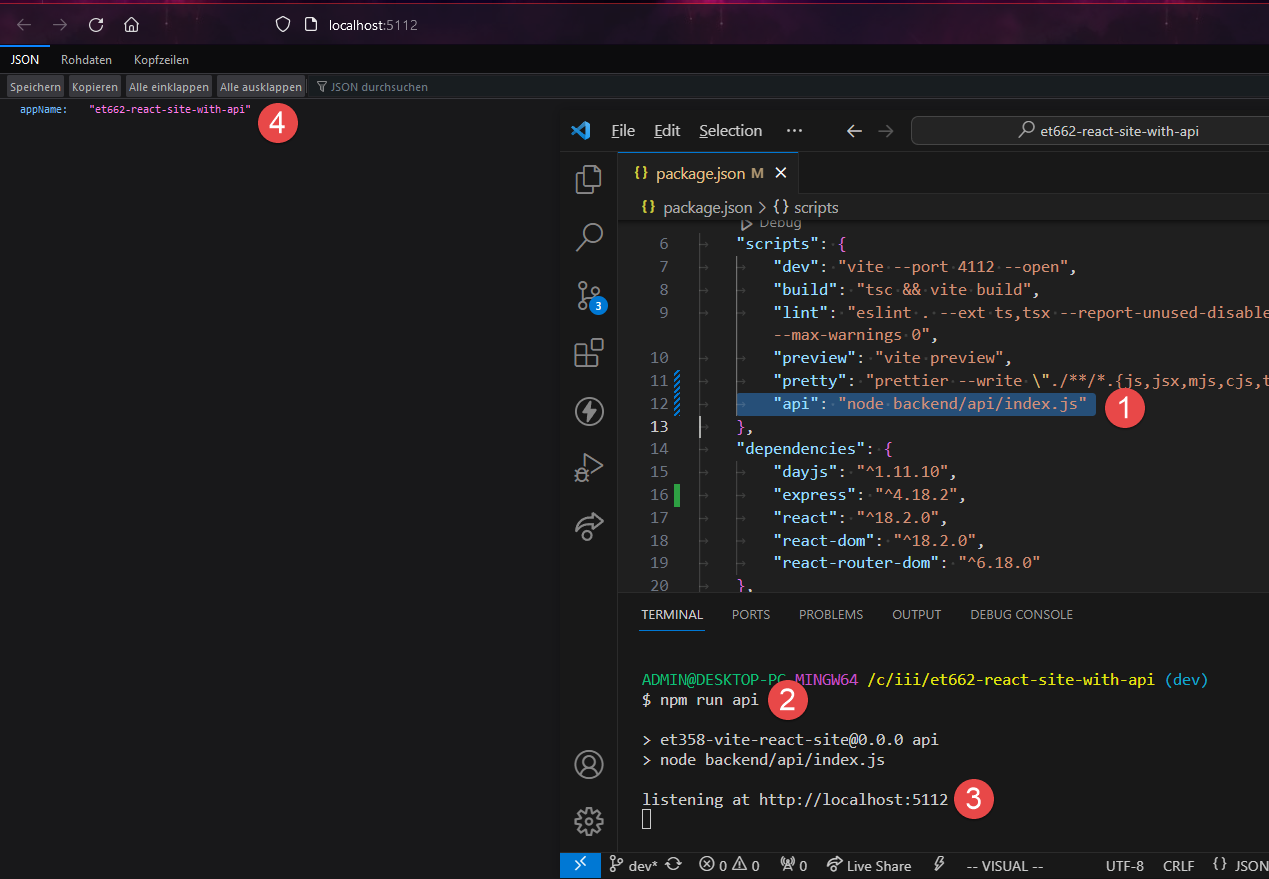 localhost:5112
JSON Rohdaten Kopfzeilen
Speichern Kopieren Alle einklappen Alle ausklappen JSON durchsuchen
appName: "et662-react-site-with-api"
4
File Edit Selection ··· et662-react-site-with-api
{} package.json M
{} package.json > {} scripts
Debug
6 "scripts": {
7 "dev": "vite --port 4112 --open",
8 "build": "tsc && vite build",
9 "lint": "eslint . --ext ts,tsx --report-unused-disable
--max-warnings 0",
10 "preview": "vite preview",
11 "pretty": "prettier --write \"./**/*.{js,jsx,mjs,cjs,t
12 "api": "node backend/api/index.js"
1
13 },
14 "dependencies": {
15 "dayjs": "^1.11.10",
16 "express": "^4.18.2",
17 "react": "^18.2.0",
18 "react-dom": "^18.2.0",
19 "react-router-dom": "^6.18.0"
20 },
3
TERMINAL PORTS PROBLEMS OUTPUT DEBUG CONSOLE
ADMIN@DESKTOP-PC MINGW64 /c/iii/et662-react-site-with-api (dev)
$ npm run api
2
> et358-vite-react-site@0.0.0 api
> node backend/api/index.js
listening at http://localhost:5112
3
dev* 0 0 0 Live Share -- VISUAL -- UTF-8 CRLF {} JSON